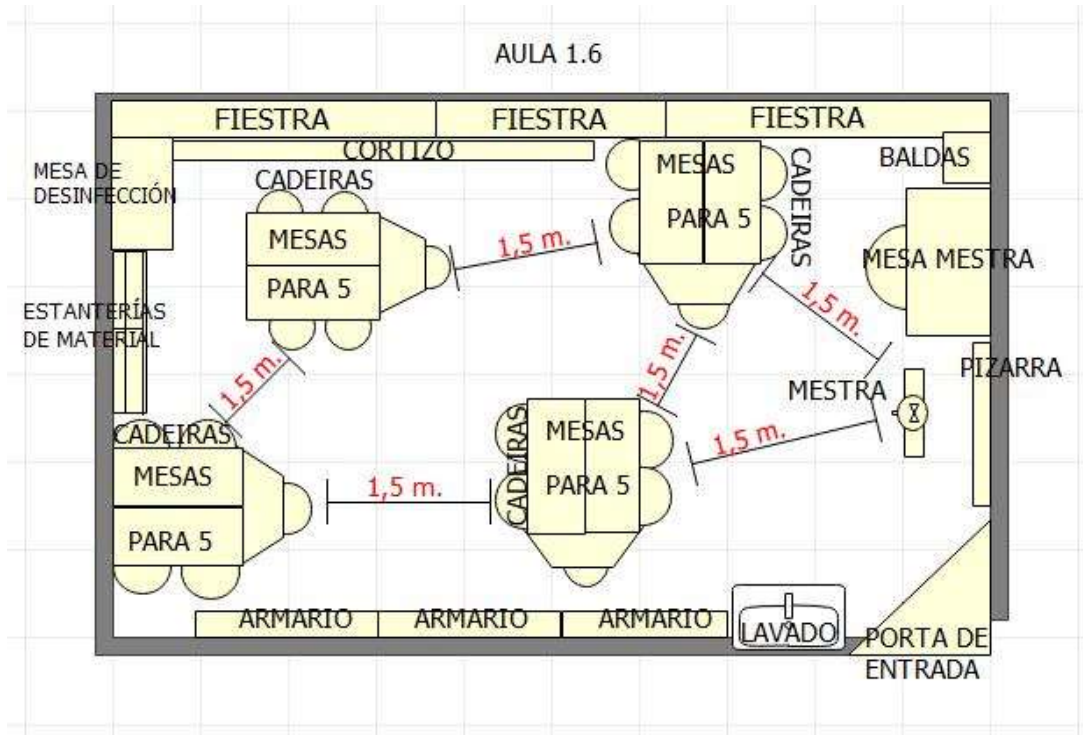 AULA 1.6
FIESTRA
FIESTRA
FIESTRA
CORTIZO
MESA DE
DESINFECCIÓN
CADEIRAS
MESAS
PARA 5
1,5 m.
MESAS
PARA 5
CADEIRAS
BALDAS
MESA MESTRA
1,5 m.
ESTANTERÍAS
DE MATERIAL
1,5 m.
1,5 m.
PIZARRA
MESTRA
CADEIRAS
MESAS
PARA 5
1,5 m.
CADEIRAS
MESAS
PARA 5
1,5 m.
ARMARIO
ARMARIO
ARMARIO
LAVADO
PORTA DE
ENTRADA